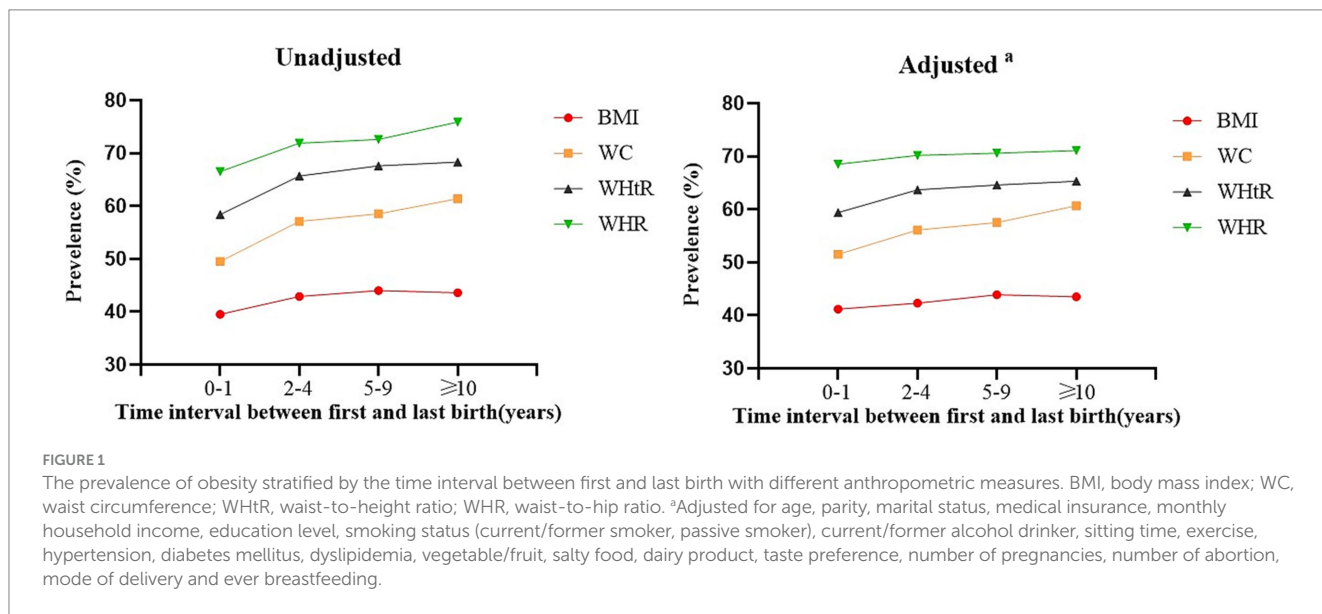 Unadjusted
80
70
60
50
40
30
Prevelence (%)
0-1 2-4 5-9 ≥10
Time interval between first and last birth(years)
BMI
WC
WHtR
WHR
Adjusted a
80
70
60
50
40
30
Prevelence (%)
0-1 2-4 5-9 ≥10
Time interval between first and last birth(years)
BMI
WC
WHtR
WHR
FIGURE 1
The prevalence of obesity stratified by the time interval between first and last birth with different anthropometric measures. BMI, body mass index; WC,
waist circumference; WHtR, waist-to-height ratio; WHR, waist-to-hip ratio. aAdjusted for age, parity, marital status, medical insurance, monthly
household income, education level, smoking status (current/former smoker, passive smoker), current/former alcohol drinker, sitting time, exercise,
hypertension, diabetes mellitus, dyslipidemia, vegetable/fruit, salty food, dairy product, taste preference, number of pregnancies, number of abortion,
mode of delivery and ever breastfeeding.